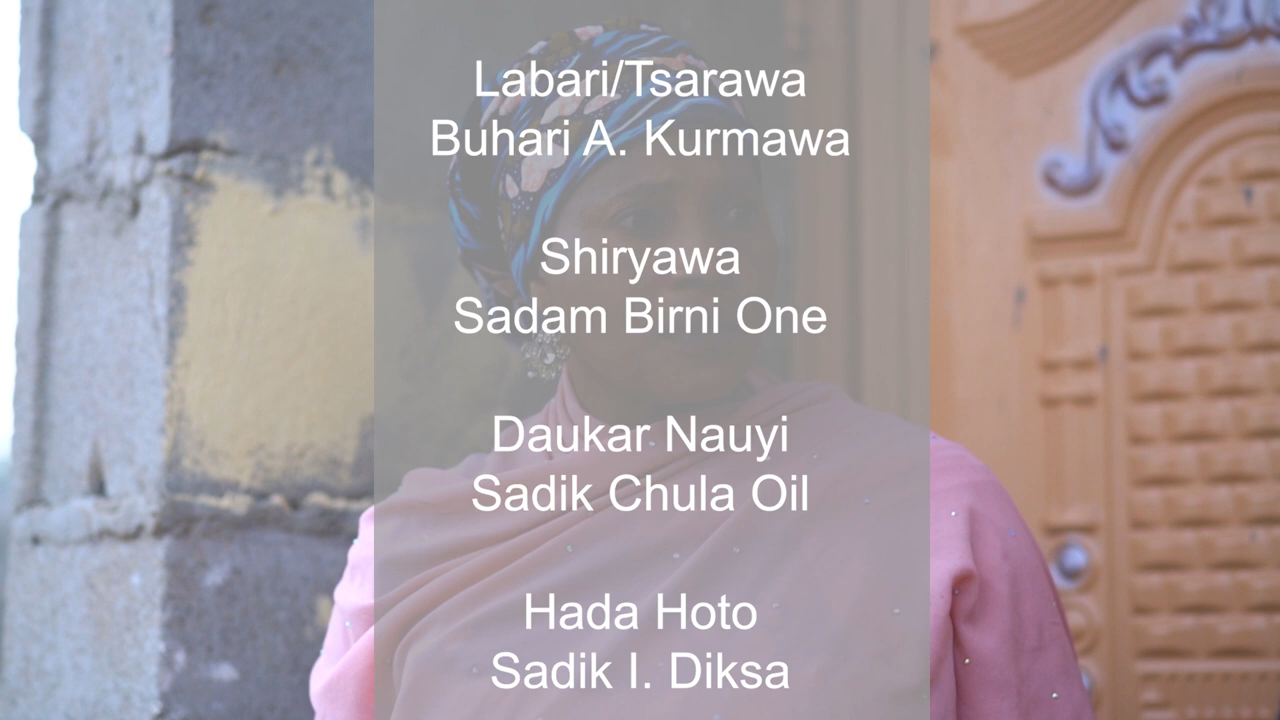 Labari/Tsarawa
Buhari A. Kurmawa
Shiryawa
Sadam Birni One
Daukar Nauyi
Sadik Chula Oil
Hada Hoto
Sadik I. Diksa